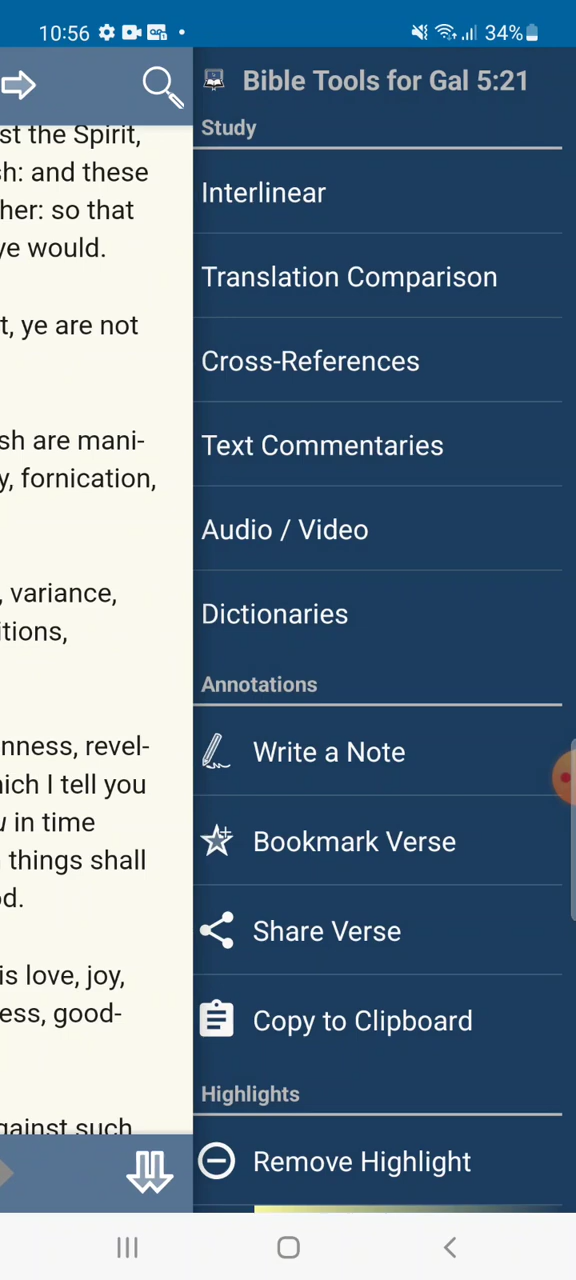 10:56
34%
st the Spirit,
sh: and these
her: so that
ye would.
t, ye are not
sh are mani-
y, fornication,
, variance,
itions,
nness, revel-
hich I tell you
u in time
things shall
od.
is love, joy,
ess, good-
gainst such
Bible Tools for Gal 5:21
Study
Interlinear
Translation Comparison
Cross-References
Text Commentaries
Audio / Video
Dictionaries
Annotations
Write a Note
Bookmark Verse
Share Verse
Copy to Clipboard
Highlights
Remove Highlight